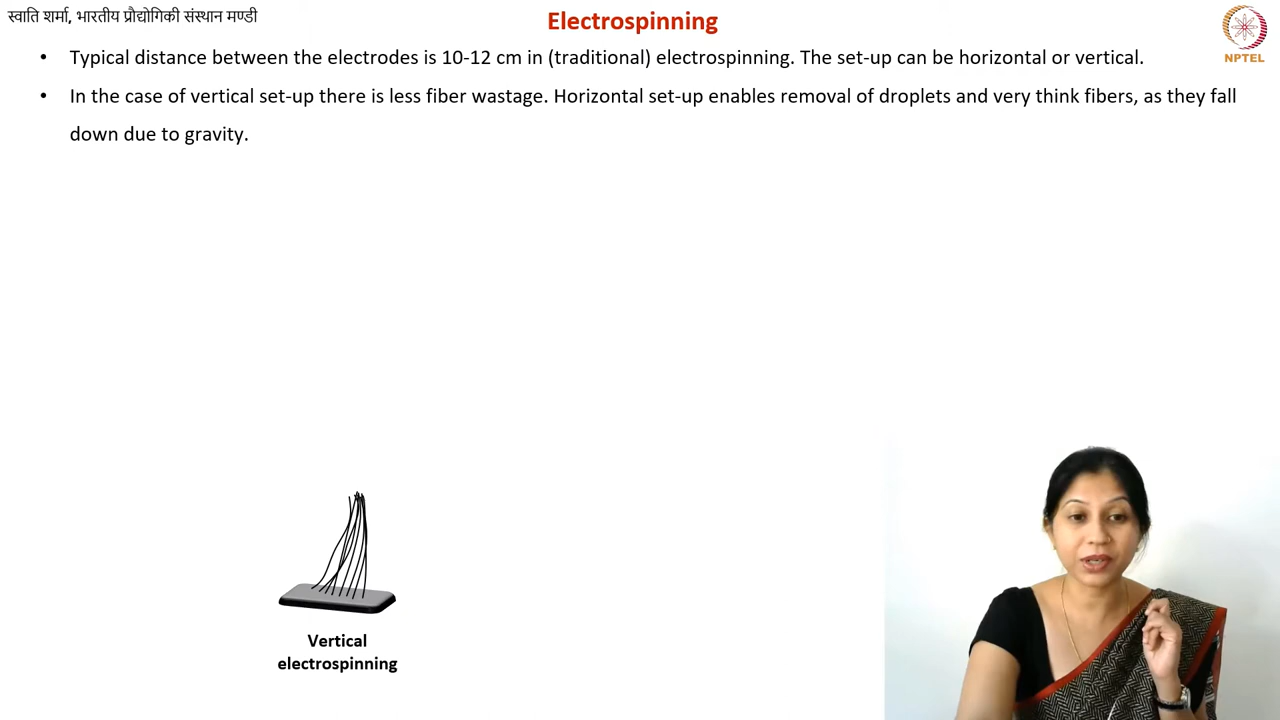 स्वाति शर्मा, भारतीय प्रौद्योगिकी संस्थान मण्डी
Electrospinning
NPTEL
• Typical distance between the electrodes is 10-12 cm in (traditional) electrospinning. The set-up can be horizontal or vertical.
• In the case of vertical set-up there is less fiber wastage. Horizontal set-up enables removal of droplets and very think fibers, as they fall
down due to gravity.
Vertical
electrospinning